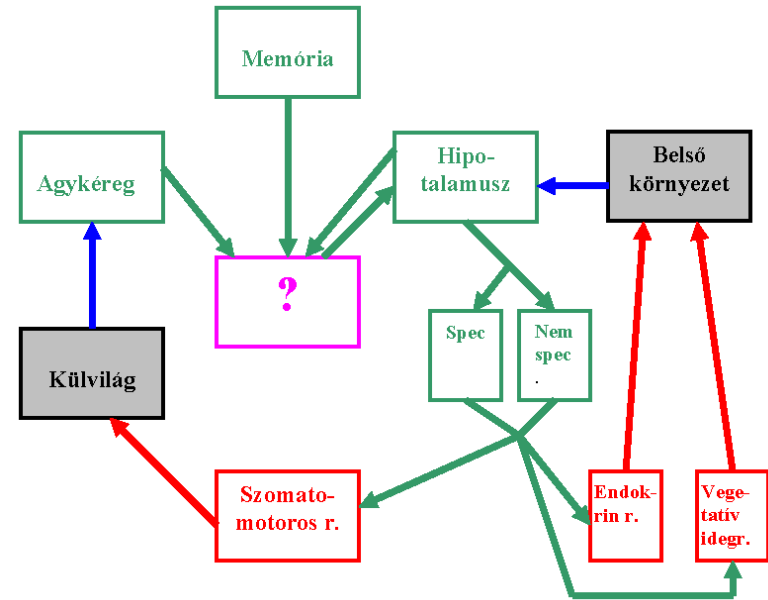 Memória
Agykéreg
Hipo-
talamusz
Belső
környezet
?
Spec
Nem
spec
.
Külvilág
Szomato-
motoros r.
Endok-
rin r.
Vege-
tatív
idegr.